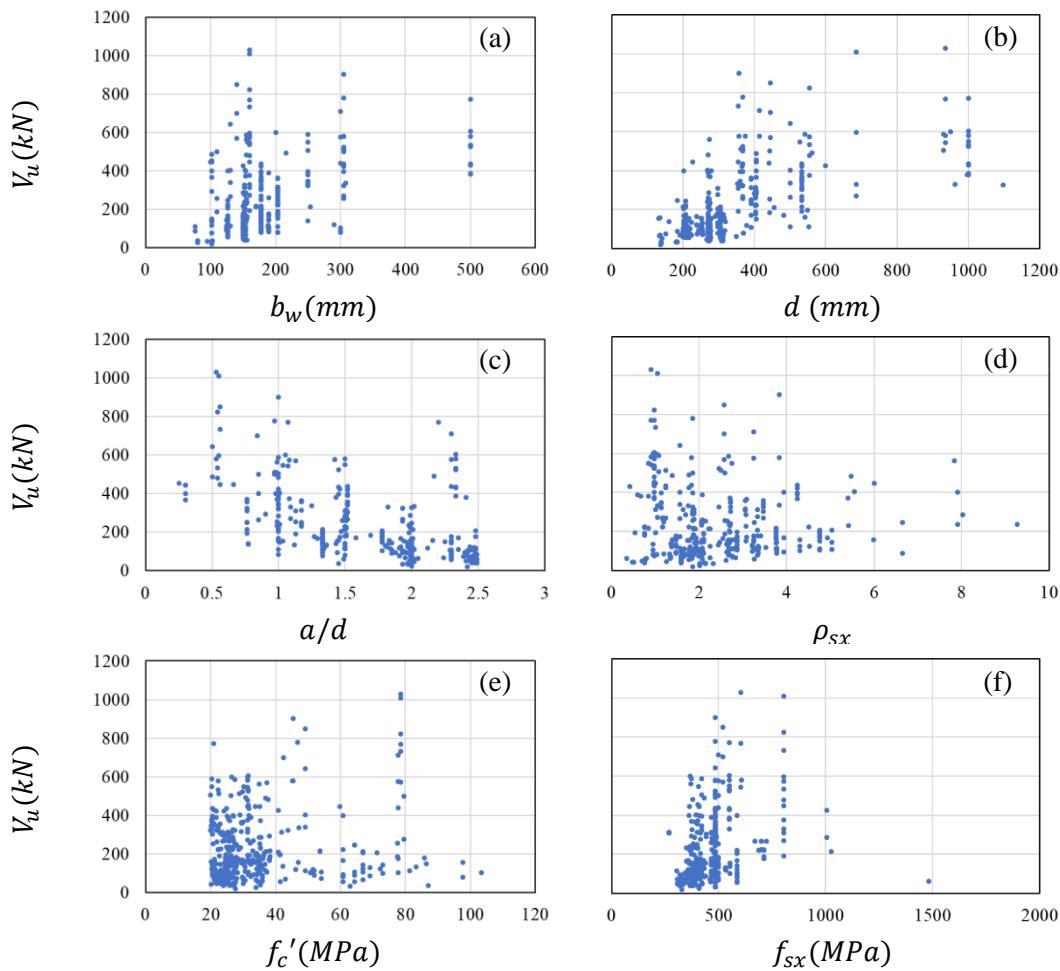 1200
1000
800
600
400
200
0
V_u(kN)
(a)
0 100 200 300 400 500 600
b_w(mm)
(b)
0 200 400 600 800 1000 1200
d (mm)
1200
1000
800
600
400
200
0
V_u(kN)
(c)
0 0.5 1 1.5 2 2.5 3
a/d
(d)
0 2 4 6 8 10
ρ_sx
1200
1000
800
600
400
200
0
V_u(kN)
(e)
0 20 40 60 80 100 120
f_c'(MPa)
(f)
0 500 1000 1500 2000
f_sx(MPa)